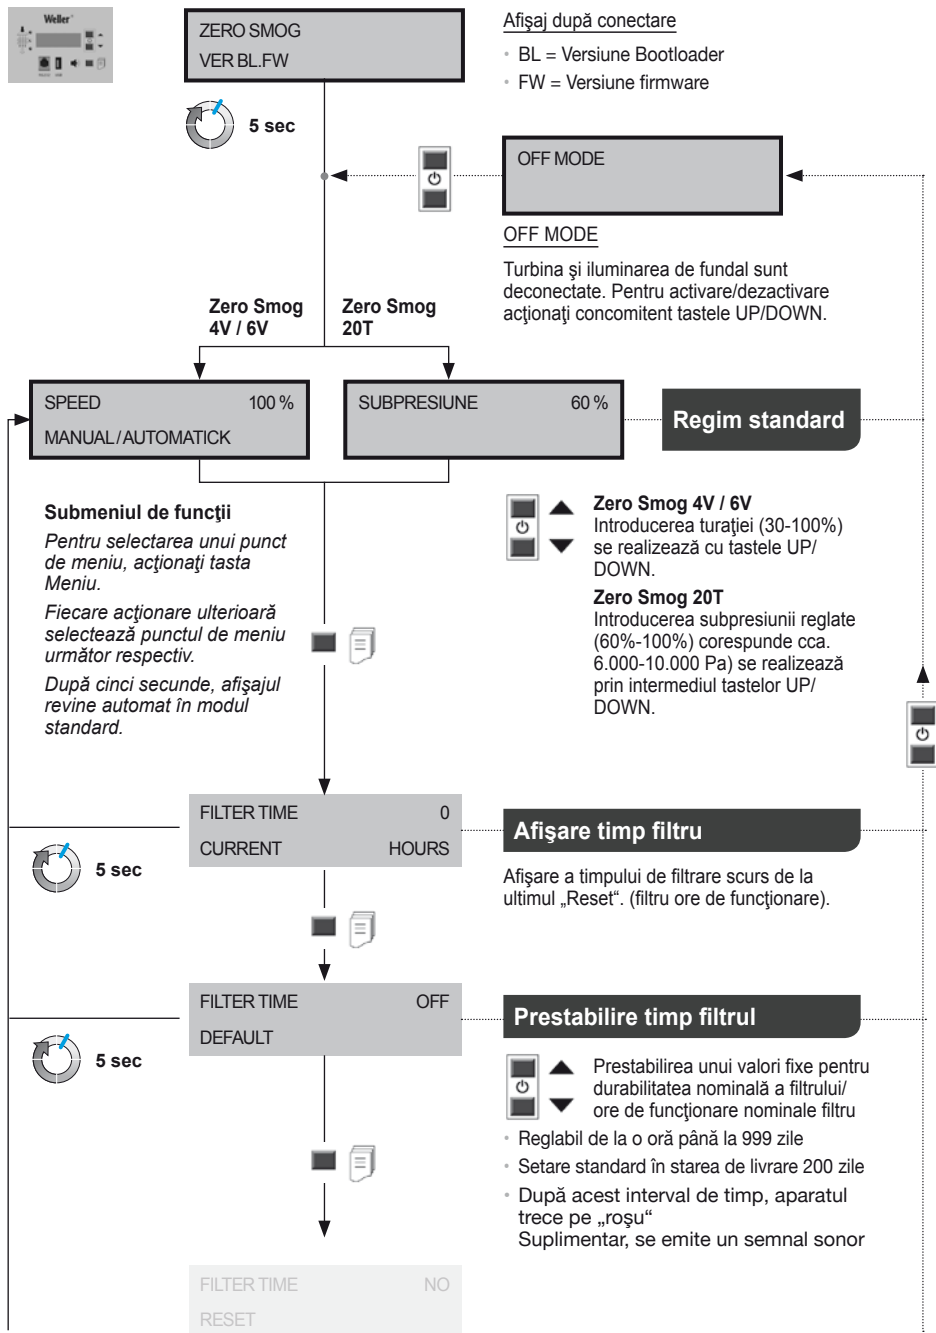 Weller
ZERO SMOG
VER BL.FW
Afişaj după conectare
• BL = Versiune Bootloader
• FW = Versiune firmware
5 sec
OFF MODE
OFF MODE
Turbina şi iluminarea de fundal sunt
deconectate. Pentru activare/dezactivare
acţionaţi concomitent tastele UP/DOWN.
Zero Smog
4V / 6V
Zero Smog
20T
SPEED 100 %
MANUAL / AUTOMATICK
SUBPRESIUNE 60 %
Regim standard
Submeniul de funcţii
Pentru selectarea unui punct
de meniu, acţionaţi tasta
Meniu.
Fiecare acţionare ulterioară
selectează punctul de meniu
următor respectiv.
După cinci secunde, afişajul
revine automat în modul
standard.
Zero Smog 4V / 6V
Introducerea turaţiei (30-100%)
se realizează cu tastele UP/
DOWN.
Zero Smog 20T
Introducerea subpresiunii reglate
(60%-100%) corespunde cca.
6.000-10.000 Pa) se realizează
prin intermediul tastelor UP/
DOWN.
FILTER TIME 0
CURRENT HOURS
5 sec
Afişare timp filtru
Afişare a timpului de filtrare scurs de la
ultimul „Reset“. (filtru ore de funcţionare).
FILTER TIME OFF
DEFAULT
5 sec
Prestabilire timp filtrul
Prestabilirea unui valori fixe pentru
durabilitatea nominală a filtrului/
ore de funcţionare nominale filtru
• Reglabil de la o oră până la 999 zile
• Setare standard în starea de livrare 200 zile
• După acest interval de timp, aparatul
trece pe „roşu“
Suplimentar, se emite un semnal sonor
FILTER TIME NO
RESET